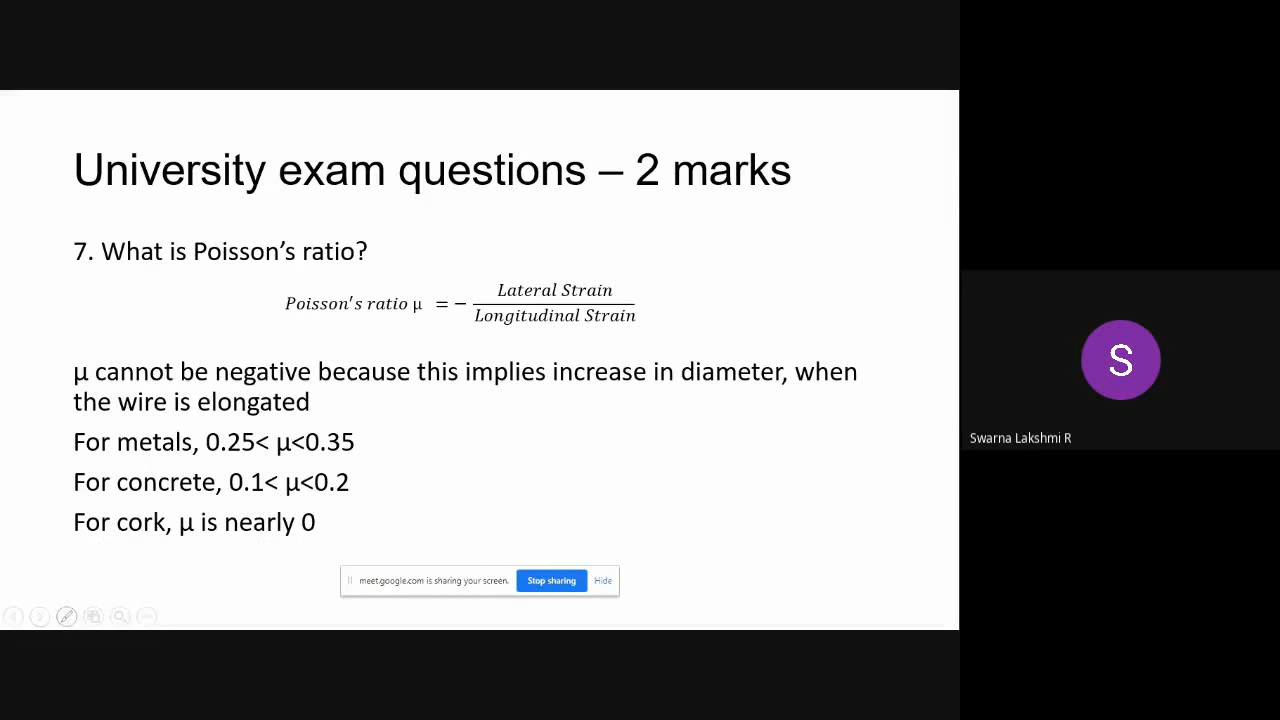 University exam questions – 2 marks
7. What is Poisson's ratio?
Poisson's ratio μ = − Lateral Strain / Longitudinal Strain
μ cannot be negative because this implies increase in diameter, when
the wire is elongated
For metals, 0.25< μ<0.35
For concrete, 0.1< μ<0.2
For cork, μ is nearly 0
meet.google.com is sharing your screen. Stop sharing Hide
S
Swarna Lakshmi R